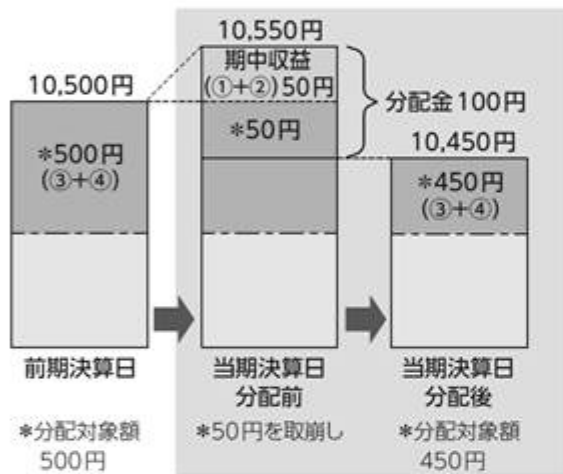 10,500円
*500円
(③+④)
前期決算日
*分配対象額
500円
10,550円
期中収益
(①+②)50円
*50円
分配金100円
当期決算日
分配前
*50円を取崩し
10,450円
*450円
(③+④)
当期決算日
分配後
*分配対象額
450円